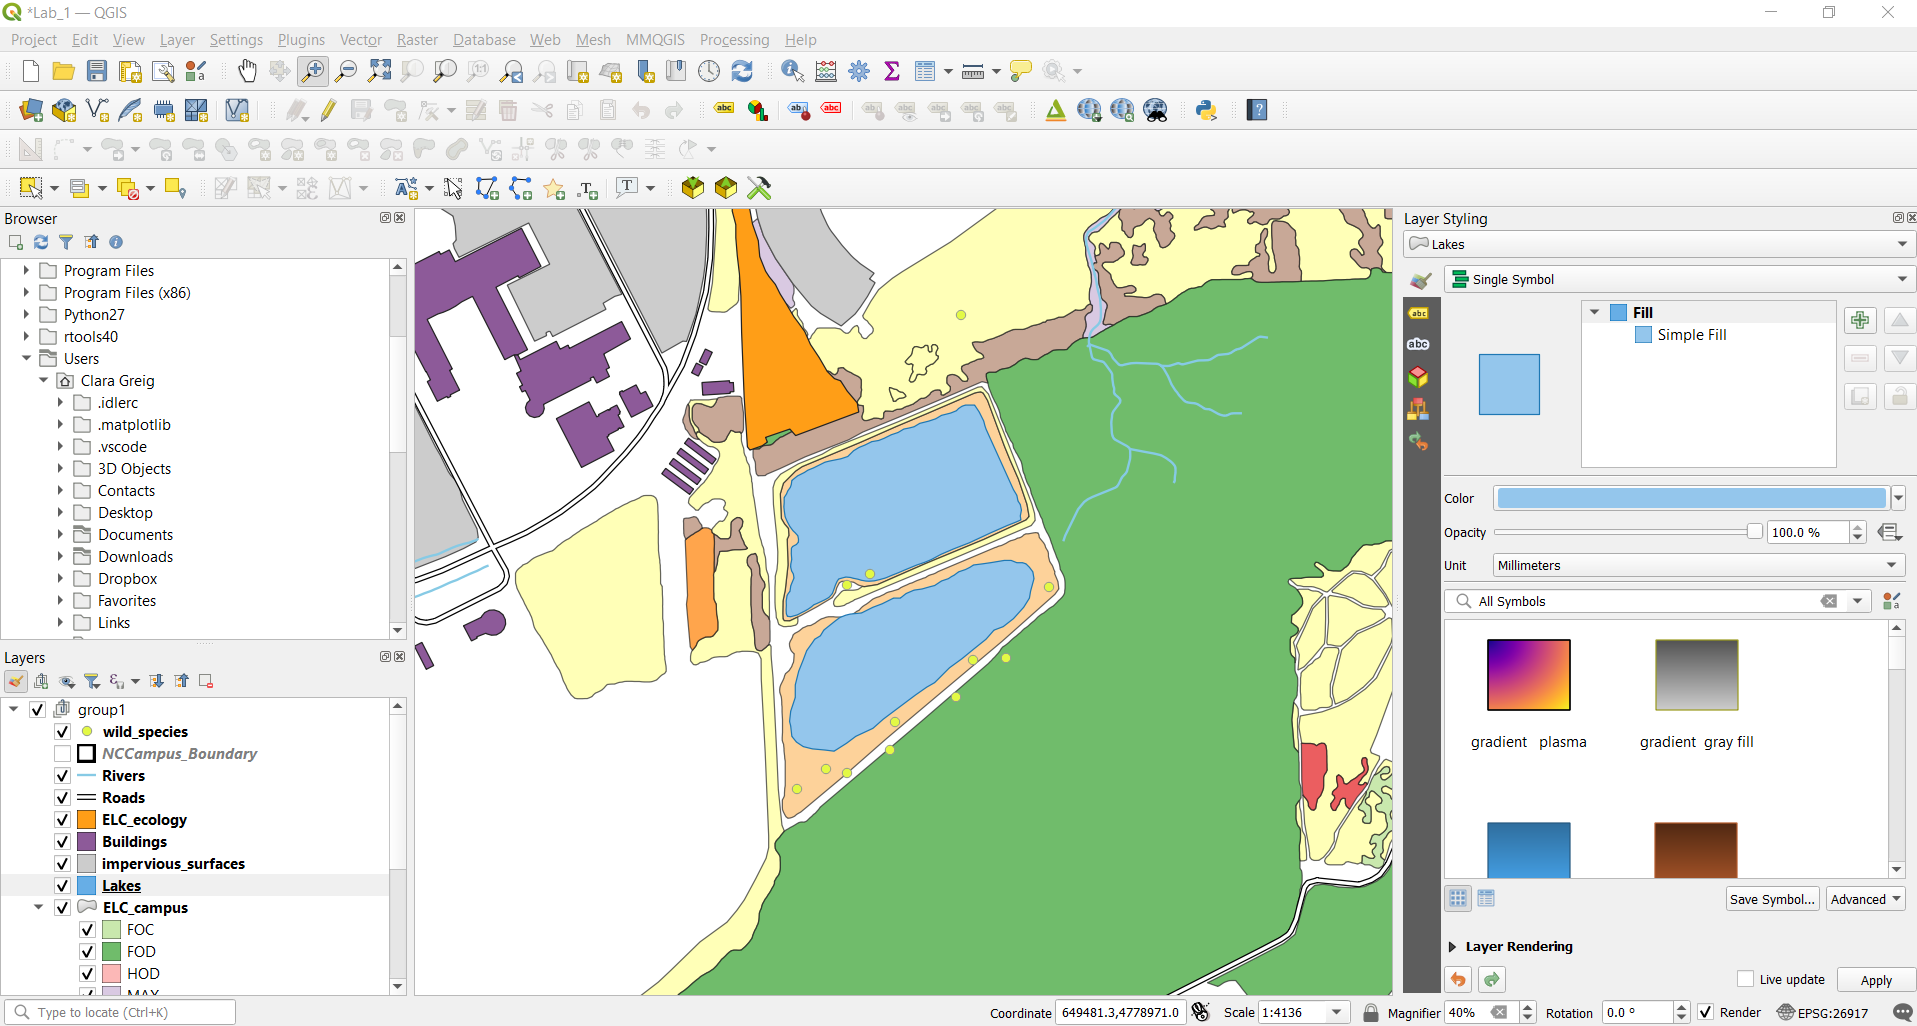 *Lab_1 — QGIS
Project Edit View Layer Settings Plugins Vector Raster Database Web Mesh MMQGIS Processing Help
Browser
Program Files
Program Files (x86)
Python27
rtools40
Users
Clara Greig
.idlerc
.matplotlib
.vscode
3D Objects
Contacts
Desktop
Documents
Downloads
Dropbox
Favorites
Links
Layers
group1
wild_species
NCCampus_Boundary
Rivers
Roads
ELC_ecology
Buildings
impervious_surfaces
Lakes
ELC_campus
FOC
FOD
HOD
Layer Styling
Lakes
Single Symbol
Fill
Simple Fill
Color
Opacity 100.0 %
Unit Millimeters
All Symbols
gradient plasma
gradient gray fill
Save Symbol... Advanced
Layer Rendering
Live update Apply
Type to locate (Ctrl+K)
Coordinate 649481.3,4778971.0 Scale 1:4136 Magnifier 40% Rotation 0.0 ° Render EPSG:26917